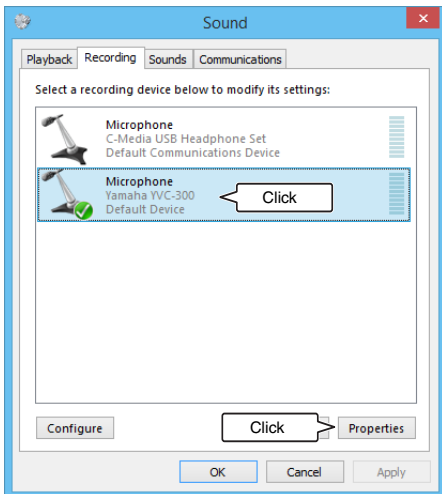 Sound
Playback Recording Sounds Communications
Select a recording device below to modify its settings:
Microphone
C-Media USB Headphone Set
Default Communications Device
Microphone
Yamaha YVC-300
Default Device
Click
Configure
Click
Properties
OK Cancel Apply